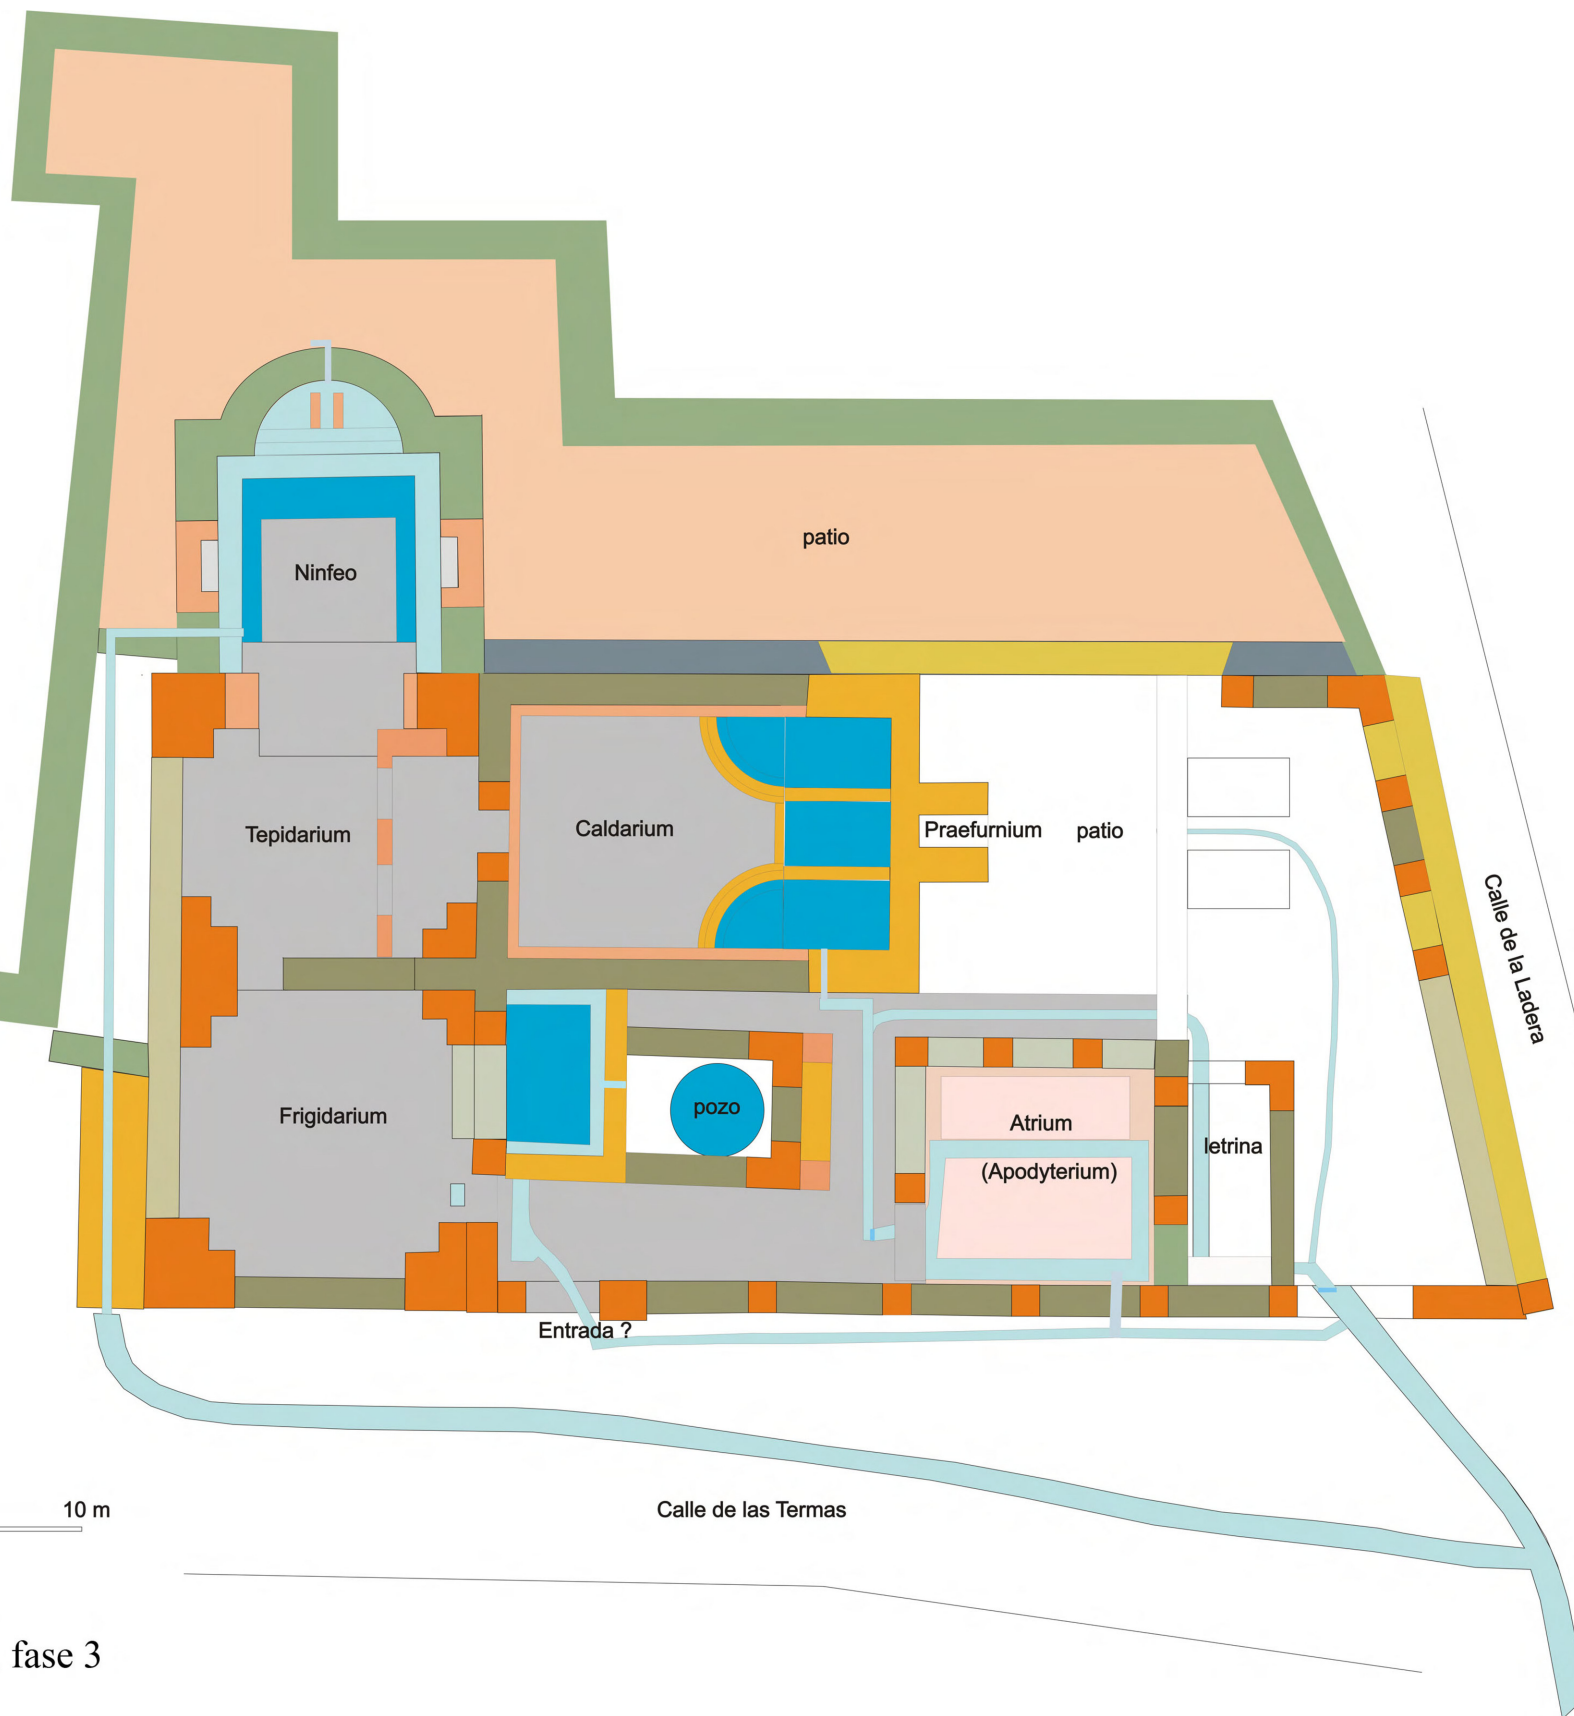 patio
Ninfeo
Tepidarium
Caldarium
Praefurnium
patio
Calle de la Ladera
Frigidarium
pozo
Atrium
(Apodyterium)
letrina
Entrada ?
10 m
Calle de las Termas
fase 3